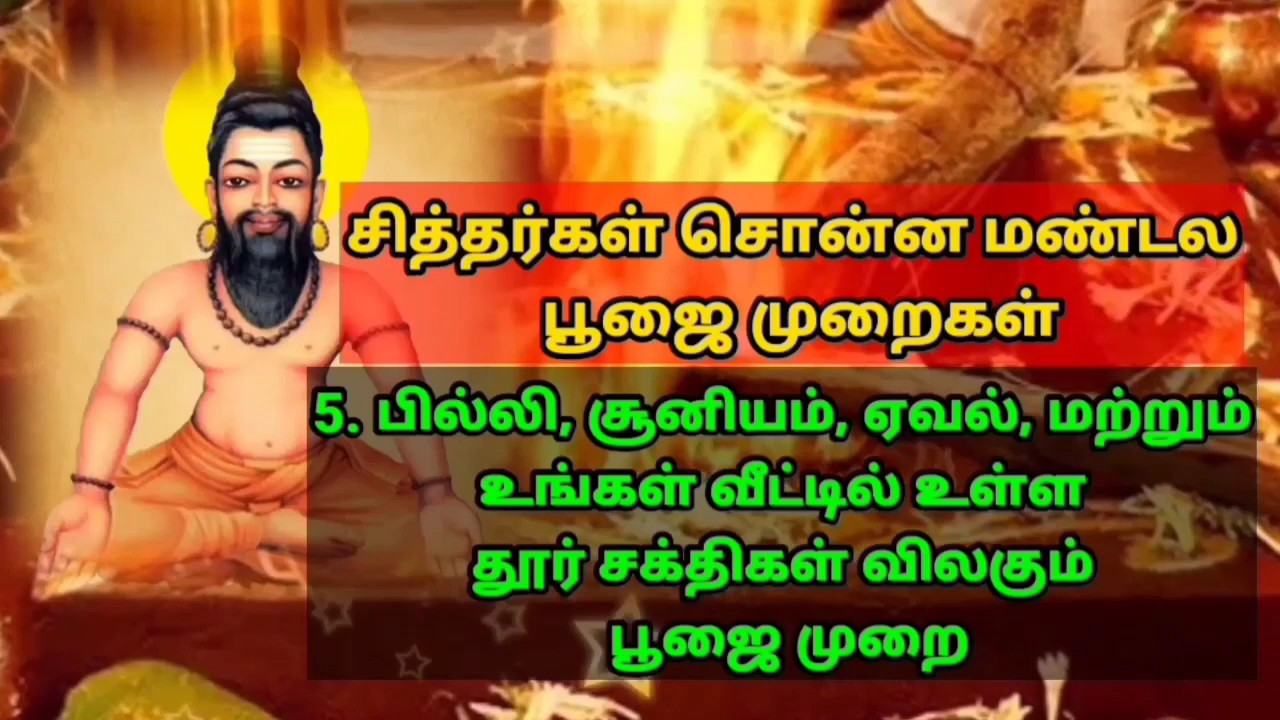 சித்தர்கள் சொன்ன மண்டல
பூஜை முறைகள்
5. பில்லி, சூனியம், ஏவல், மற்றும்
உங்கள் வீட்டில் உள்ள
தூர் சக்திகள் விலகும்
பூஜை முறை